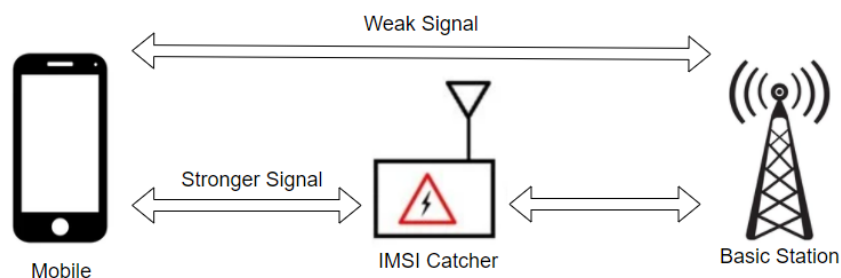 Weak Signal
Stronger Signal
IMSI Catcher
Basic Station
Mobile